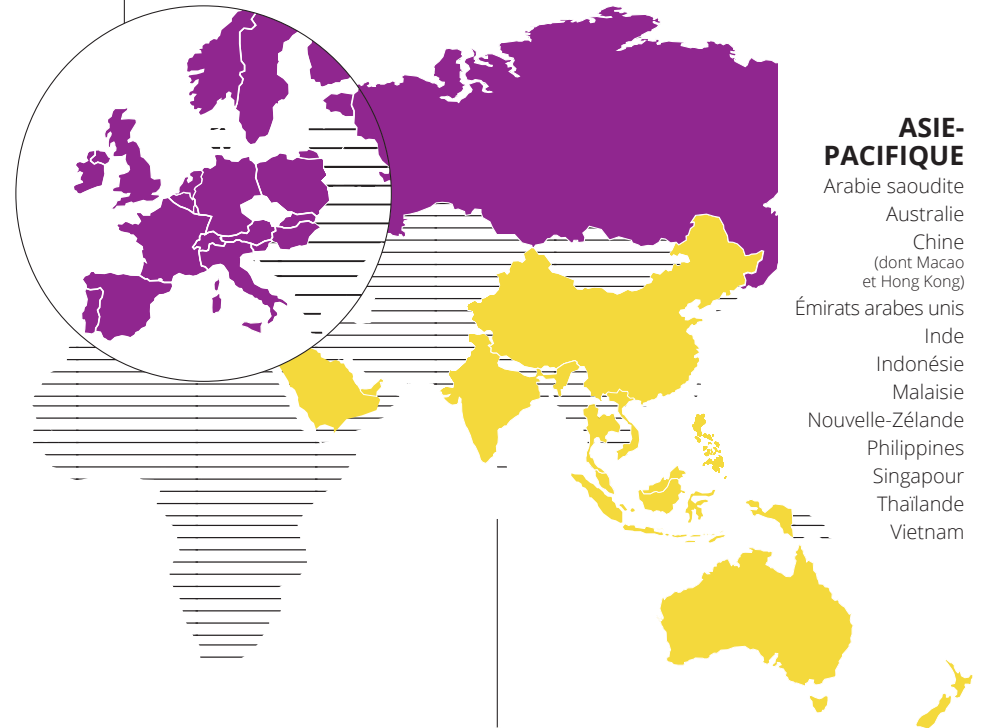 ASIE-
PACIFIQUE
Arabie saoudite
Australie
Chine
(dont Macao
et Hong Kong)
Émirats arabes unis
Inde
Indonésie
Malaisie
Nouvelle-Zélande
Philippines
Singapour
Thaïlande
Vietnam